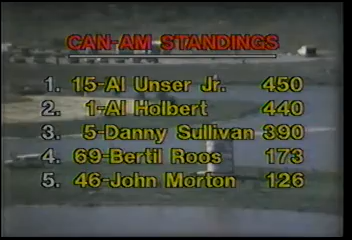 CAN-AM STANDINGS
1. 15-Al Unser Jr. 450
2. 1-Al Holbert 440
3. 5-Danny Sullivan 390
4. 69-Bertil Roos 173
5. 46-John Morton 126